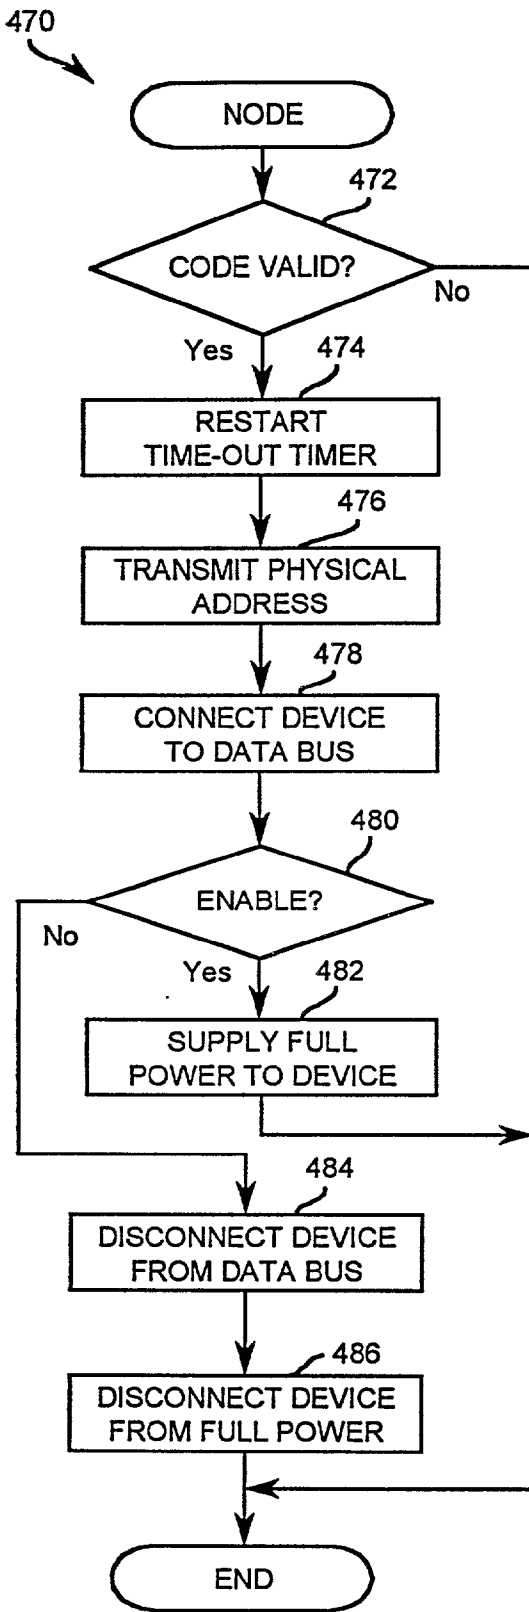 470
NODE
472
CODE VALID?
No
Yes
474
RESTART
TIME-OUT TIMER
476
TRANSMIT PHYSICAL
ADDRESS
478
CONNECT DEVICE
TO DATA BUS
480
ENABLE?
No
Yes
482
SUPPLY FULL
POWER TO DEVICE
484
DISCONNECT DEVICE
FROM DATA BUS
486
DISCONNECT DEVICE
FROM FULL POWER
END